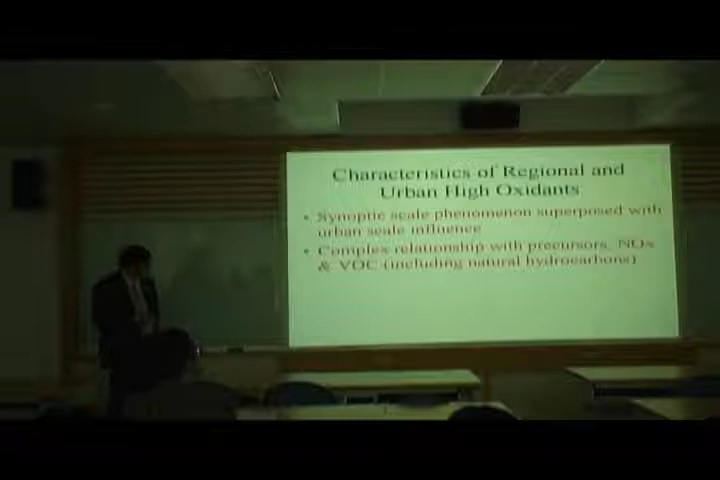 Characteristics of Regional and
Urban High Oxidants
• Synoptic scale phenomenon superposed with
urban scale influence
• Complex relationship with precursors, NOx
& VOC (including natural hydrocarbons)